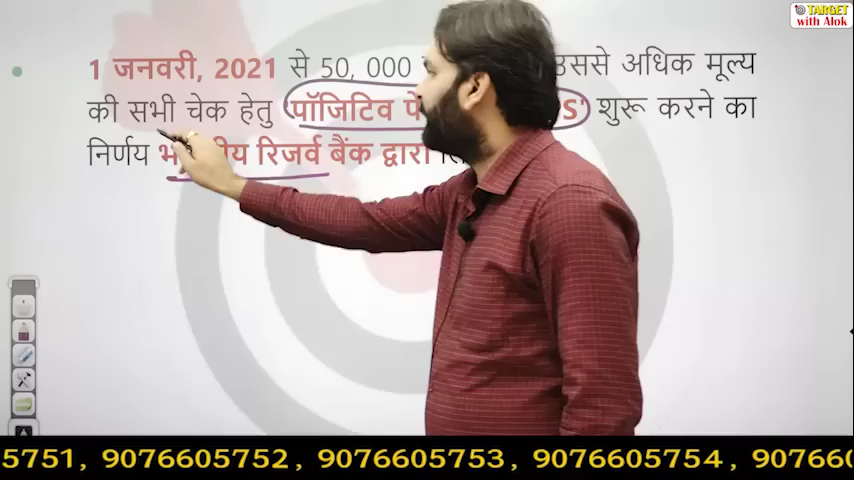 TARGET
with Alok
1 जनवरी, 2021 से 50, 000 उससे अधिक मूल्य
की सभी चेक हेतु 'पॉजिटिव शुरू करने का
निर्णय रिजर्व बैंक द्वारा
5751, 9076605752, 9076605753, 9076605754, 90766